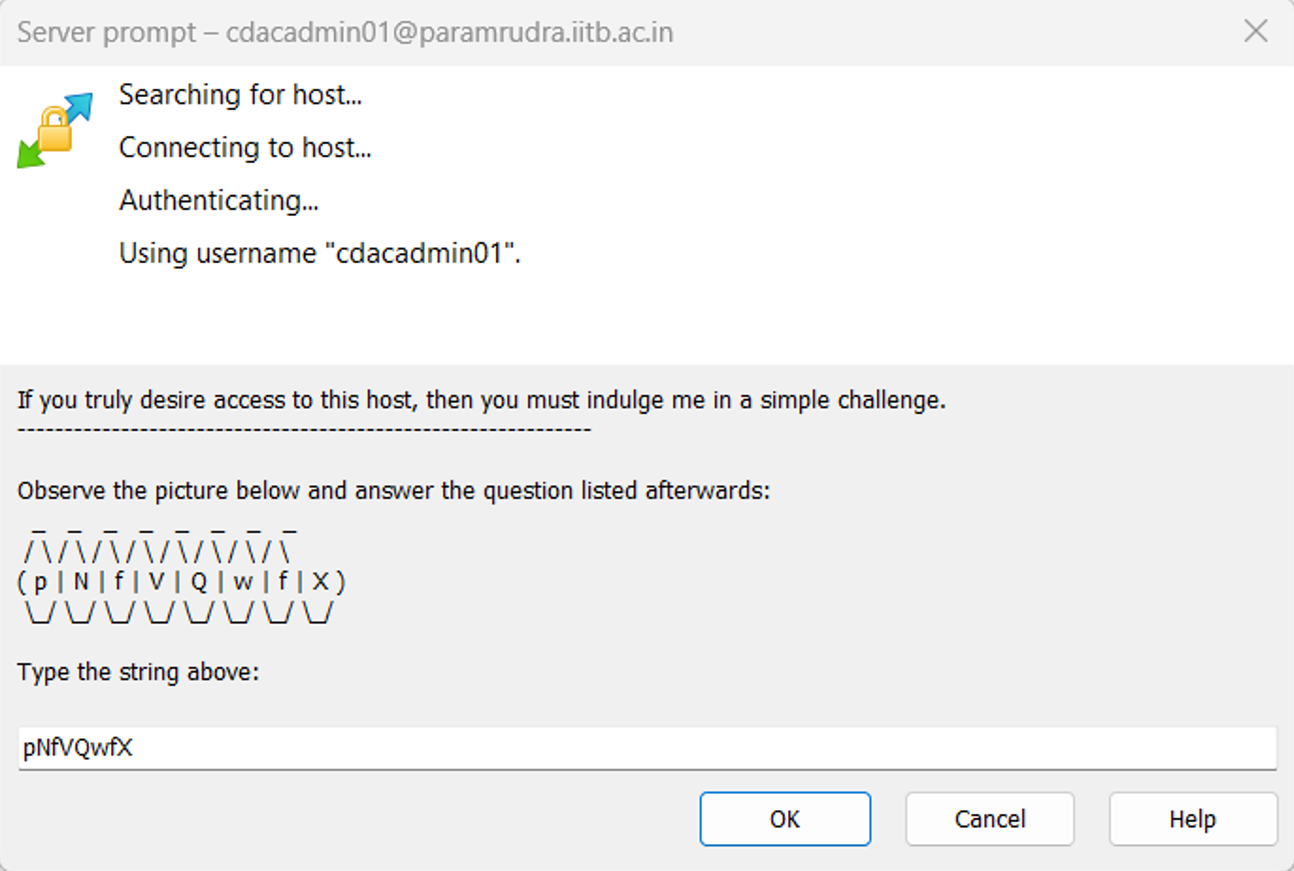 Server prompt – cdacadmin01@paramrudra.iitb.ac.in
Searching for host...
Connecting to host...
Authenticating...
Using username "cdacadmin01".
If you truly desire access to this host, then you must indulge me in a simple challenge.
-------------------------------------------------------------
Observe the picture below and answer the question listed afterwards:
  _   _   _   _   _   _   _   _
 / \ / \ / \ / \ / \ / \ / \ / \
( p | N | f | V | Q | w | f | X )
 \_/ \_/ \_/ \_/ \_/ \_/ \_/ \_/
Type the string above:
pNfVQwfX
OK
Cancel
Help